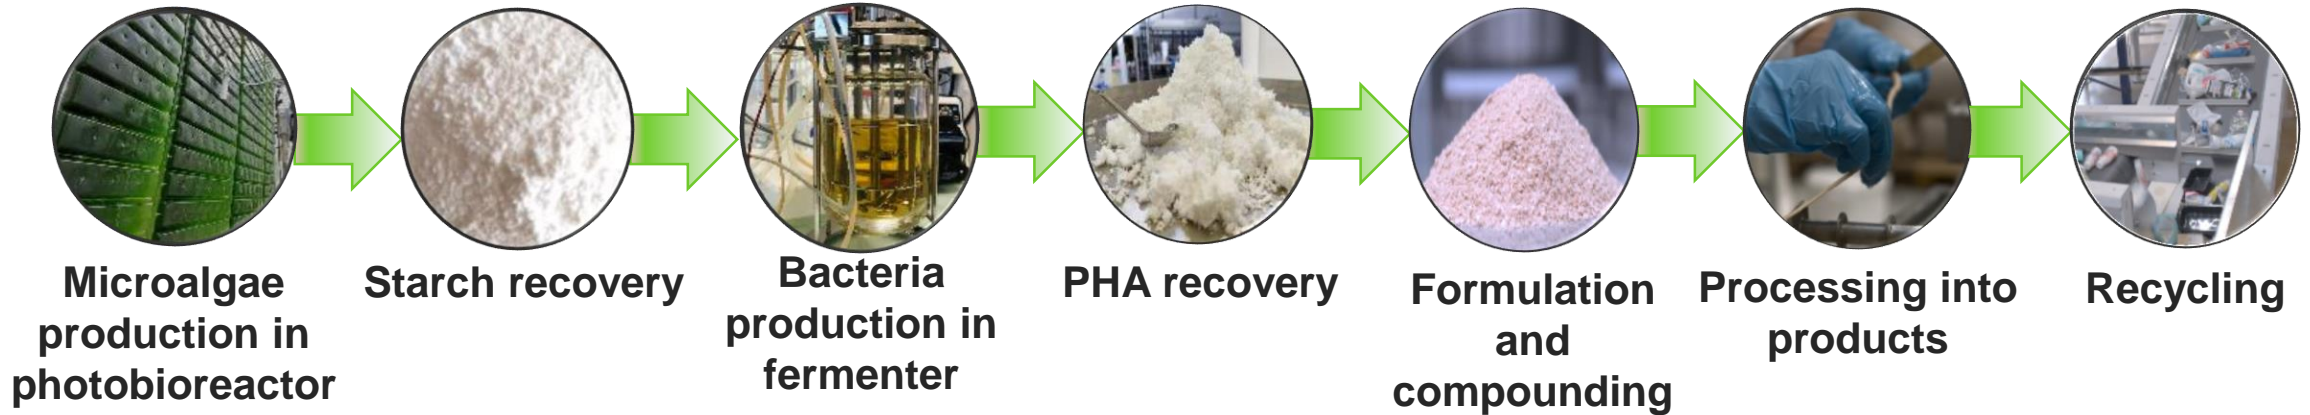 Microalgae
production in
photobioreactor
Starch recovery
Bacteria
production in
fermenter
PHA recovery
Formulation
and
compounding
Processing into
products
Recycling